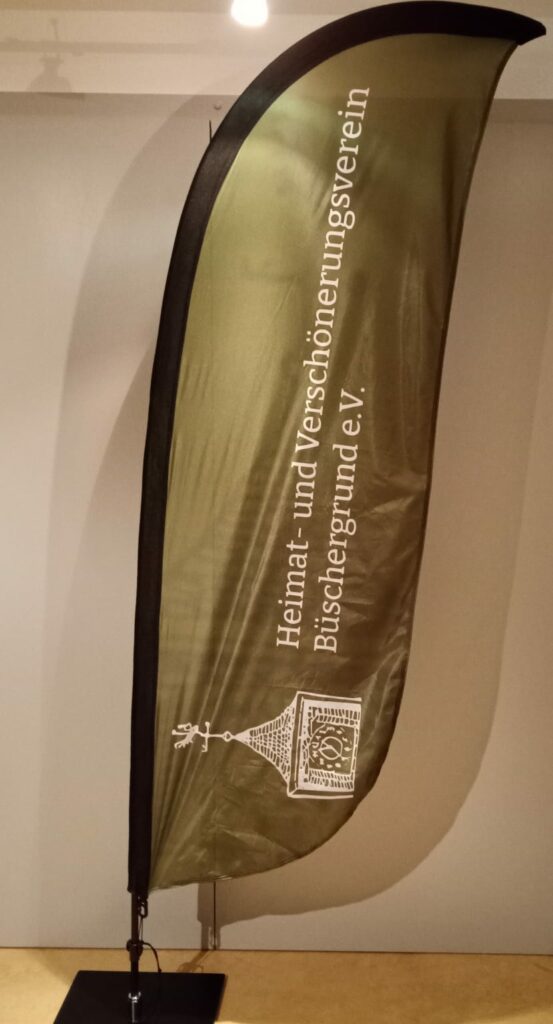 Heimat- und Verschönerungsverein
Büschergrund e.V.